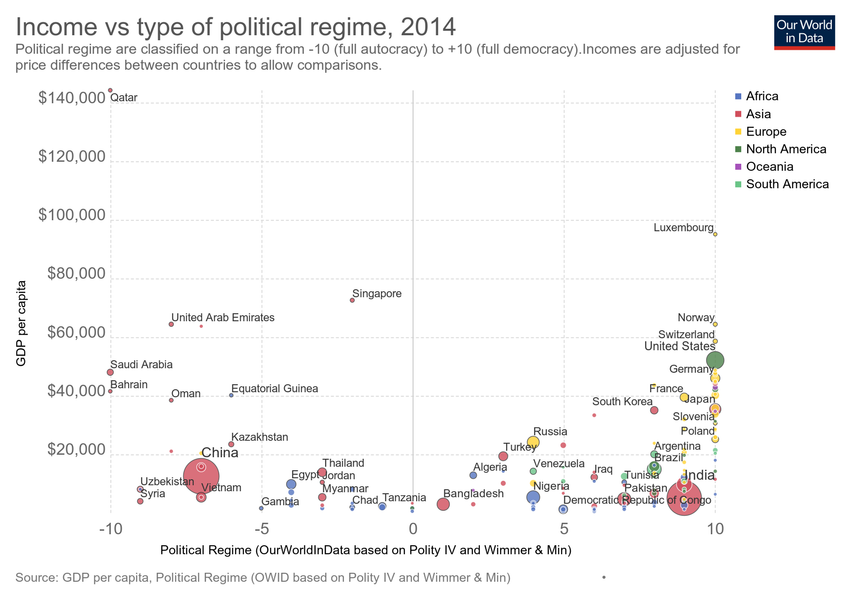 Income vs type of political regime, 2014
Our World
in Data
Political regime are classified on a range from -10 (full autocracy) to +10 (full democracy).Incomes are adjusted for
price differences between countries to allow comparisons.
$140,000
$120,000
$100,000
$80,000
$60,000
$40,000
$20,000
GDP per capita
Africa
Asia
Europe
North America
Oceania
South America
Qatar
Luxembourg
Singapore
United Arab Emirates
Norway
Switzerland
United States
Saudi Arabia
Germany
Bahrain
Oman
Equatorial Guinea
France
Japan
South Korea
Slovenia
Kazakhstan
Russia
Poland
China
Turkey
Argentina
Brazil
Thailand
Algeria
Venezuela
Iraq
Egypt
Jordan
Tunisia
India
Uzbekistan
Vietnam
Myanmar
Nigeria
Pakistan
Syria
Gambia
Chad
Tanzania
Bangladesh
Democratic Republic of Congo
-10
-5
0
5
10
Political Regime (OurWorldInData based on Polity IV and Wimmer & Min)
Source: GDP per capita, Political Regime (OWID based on Polity IV and Wimmer & Min)